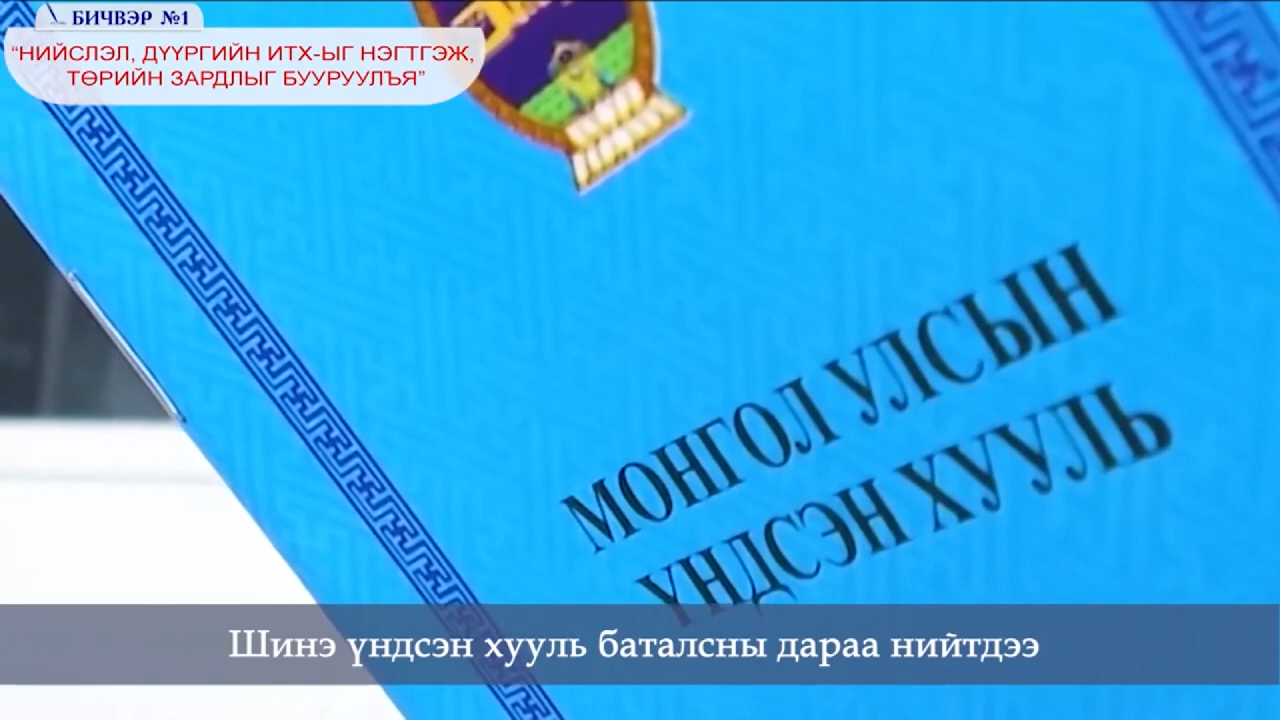 БИЧВЭР №1
“НИЙСЛЭЛ, ДҮҮРГИЙН ИТХ-ЫГ НЭГТГЭЖ,
ТӨРИЙН ЗАРДЛЫГ БУУРУУЛЪЯ”
МОНГОЛ УЛСЫН
ҮНДСЭН ХУУЛЬ
Шинэ үндсэн хууль баталсны дараа нийтдээ